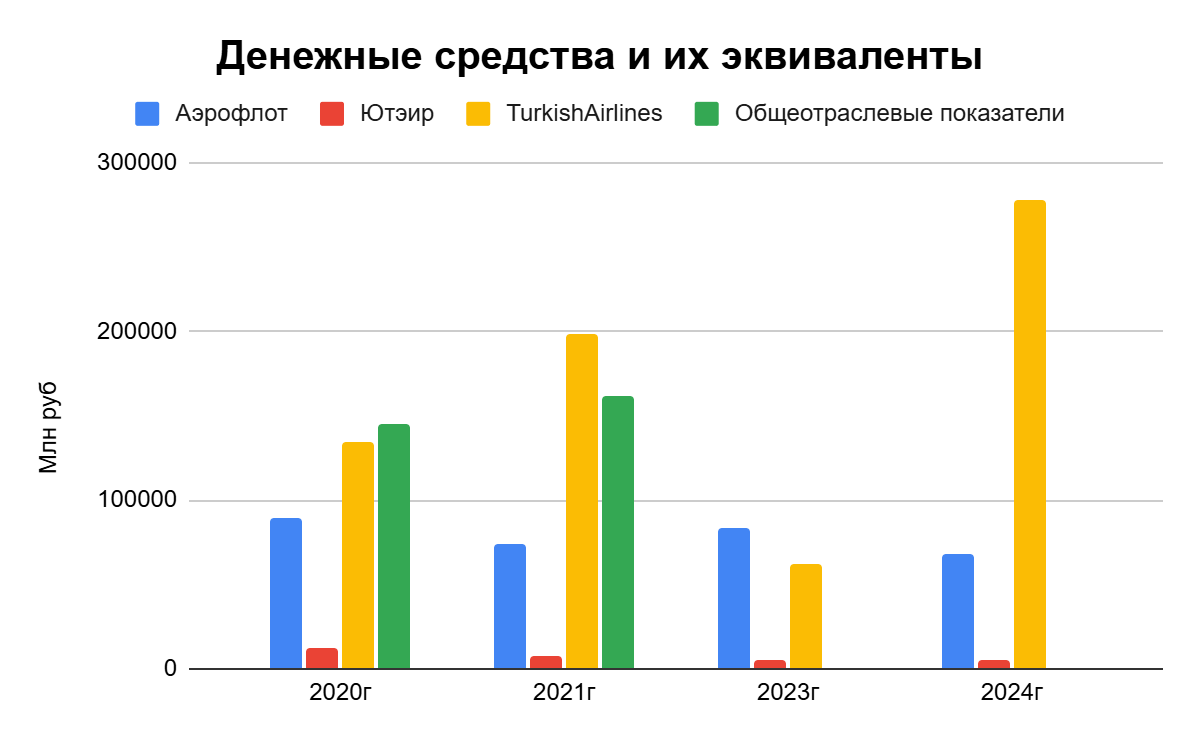 Денежные средства и их эквиваленты
Аэрофлот Ютэир TurkishAirlines Общеотраслевые показатели
300000
200000
100000
0
Млн руб
2020г 2021г 2023г 2024г